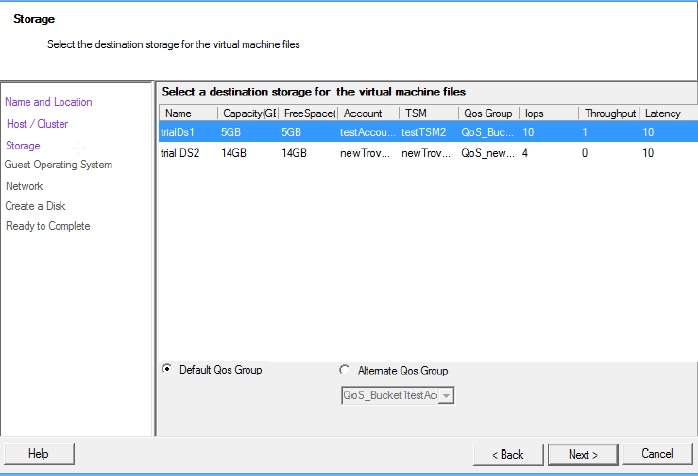 Storage
Select the destination storage for the virtual machine files
Name and Location
Host / Cluster
Storage
Guest Operating System
Network
Create a Disk
Ready to Complete
Select a destination storage for the virtual machine files
Name Capacity(GE FreeSpace( Account TSM Qos Group Iops Throughput Latency
trialDs1 5GB 5GB testAccou... testTSM2 QoS_Buc... 10 1 10
trial DS2 14GB 14GB newTrov... newTrov... QoS_new... 4 0 10
Default Qos Group Alternate Qos Group
QoS_Bucket1testAc
Help < Back Next > Cancel